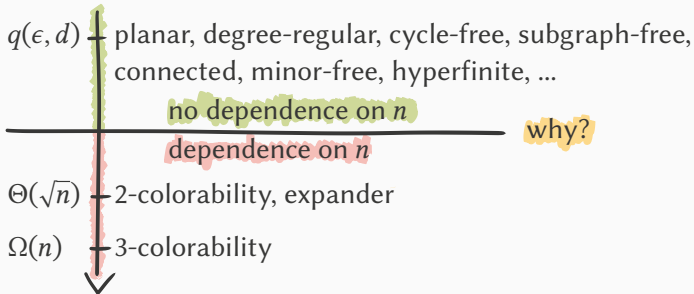 q(ϵ, d) planar, degree-regular, cycle-free, subgraph-free,
connected, minor-free, hyperfinite, ...
no dependence on n
why?
dependence on n
Θ(√n) 2-colorability, expander
Ω(n) 3-colorability